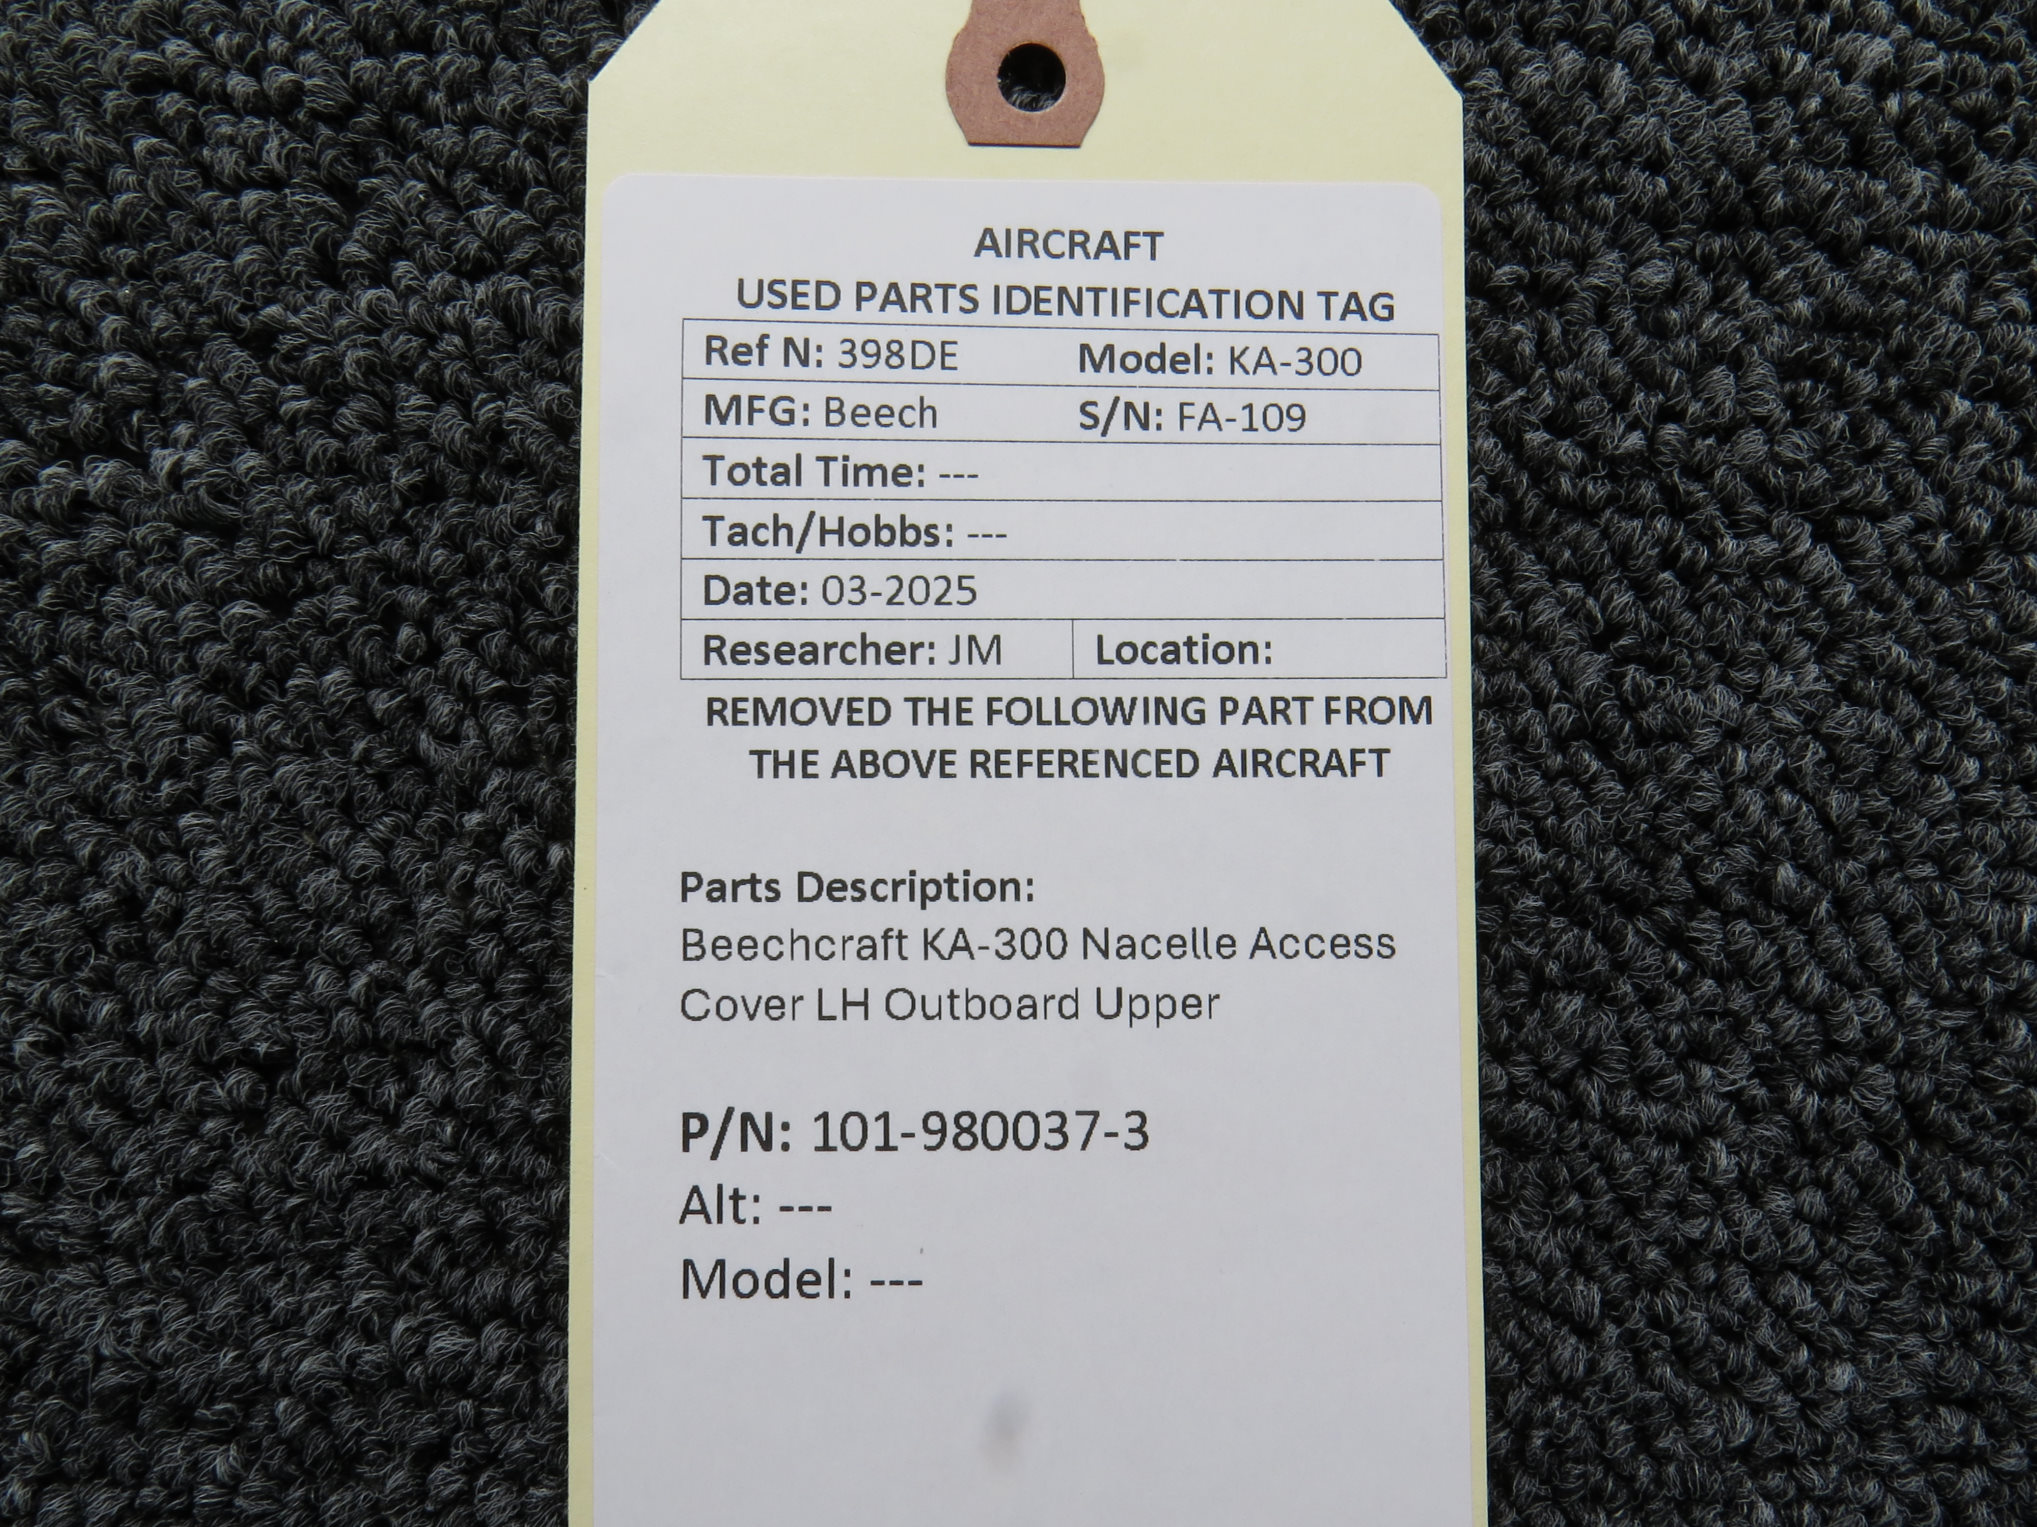 AIRCRAFT
USED PARTS IDENTIFICATION TAG
Ref N: 398DE Model: KA-300
MFG: Beech S/N: FA-109
Total Time: ---
Tach/Hobbs: ---
Date: 03-2025
Researcher: JM Location:
REMOVED THE FOLLOWING PART FROM
THE ABOVE REFERENCED AIRCRAFT
Parts Description:
Beechcraft KA-300 Nacelle Access
Cover LH Outboard Upper
P/N: 101-980037-3
Alt: ---
Model: ---